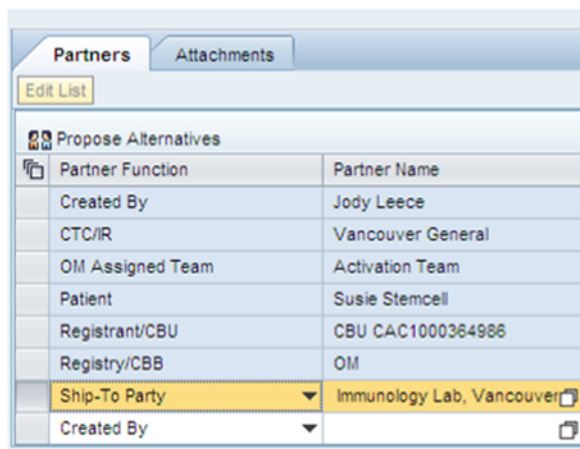 Partners Attachments
Edit List
Propose Alternatives
Partner Function Partner Name
Created By Jody Leece
CTC/IR Vancouver General
OM Assigned Team Activation Team
Patient Susie Stemcell
Registrant/CBU CBU CAC1000364986
Registry/CBB OM
Ship-To Party Immunology Lab, Vancouver
Created By